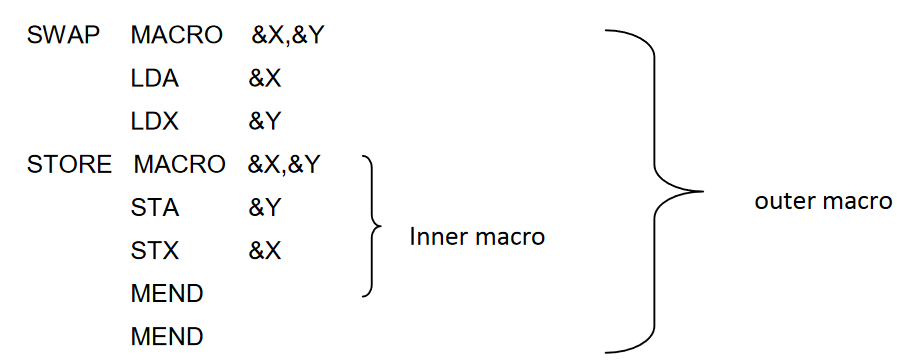 SWAP MACRO &X,&Y
LDA &X
LDX &Y
STORE MACRO &X,&Y
STA &Y
STX &X
MEND
MEND
Inner macro
outer macro